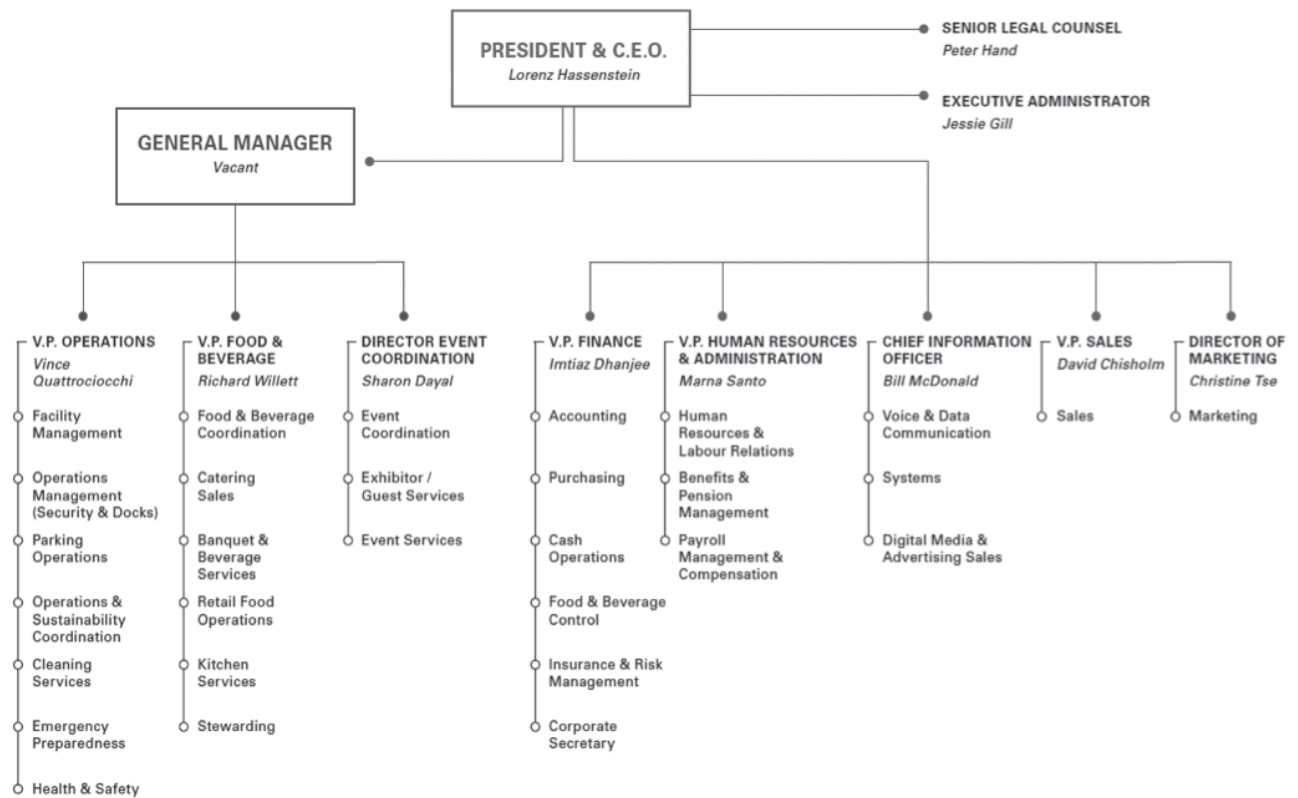 PRESIDENT & C.E.O.
Lorenz Hassenstein
SENIOR LEGAL COUNSEL
Peter Hand
EXECUTIVE ADMINISTRATOR
Jessie Gill
GENERAL MANAGER
Vacant
V.P. OPERATIONS
Vince
Quattrociocchi
Facility
Management
Operations
Management
(Security & Docks)
Parking
Operations
Operations &
Sustainability
Coordination
Cleaning
Services
Emergency
Preparedness
Health & Safety
V.P. FOOD &
BEVERAGE
Richard Willett
Food & Beverage
Coordination
Catering
Sales
Banquet &
Beverage
Services
Retail Food
Operations
Kitchen
Services
Stewarding
DIRECTOR EVENT
COORDINATION
Sharon Dayal
Event
Coordination
Exhibitor /
Guest Services
Event Services
V.P. FINANCE
Imtiaz Dhanjee
Accounting
Purchasing
Cash
Operations
Food & Beverage
Control
Insurance & Risk
Management
Corporate
Secretary
V.P. HUMAN RESOURCES
& ADMINISTRATION
Marna Santo
Human
Resources &
Labour Relations
Benefits &
Pension
Management
Payroll
Management &
Compensation
CHIEF INFORMATION
OFFICER
Bill McDonald
Voice & Data
Communication
Systems
Digital Media &
Advertising Sales
V.P. SALES
David Chisholm
Sales
DIRECTOR OF
MARKETING
Christine Tse
Marketing